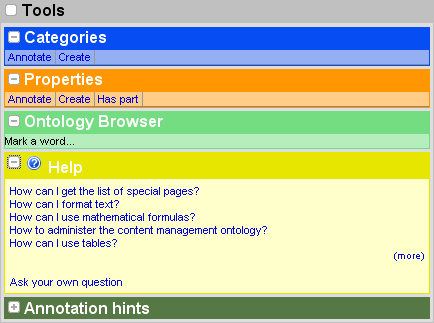 Tools
Categories
Annotate Create
Properties
Annotate Create Has part
Ontology Browser
Mark a word...
Help
How can I get the list of special pages?
How can I format text?
How can I use mathematical formulas?
How to administer the content management ontology?
How can I use tables?
(more)
Ask your own question
Annotation hints